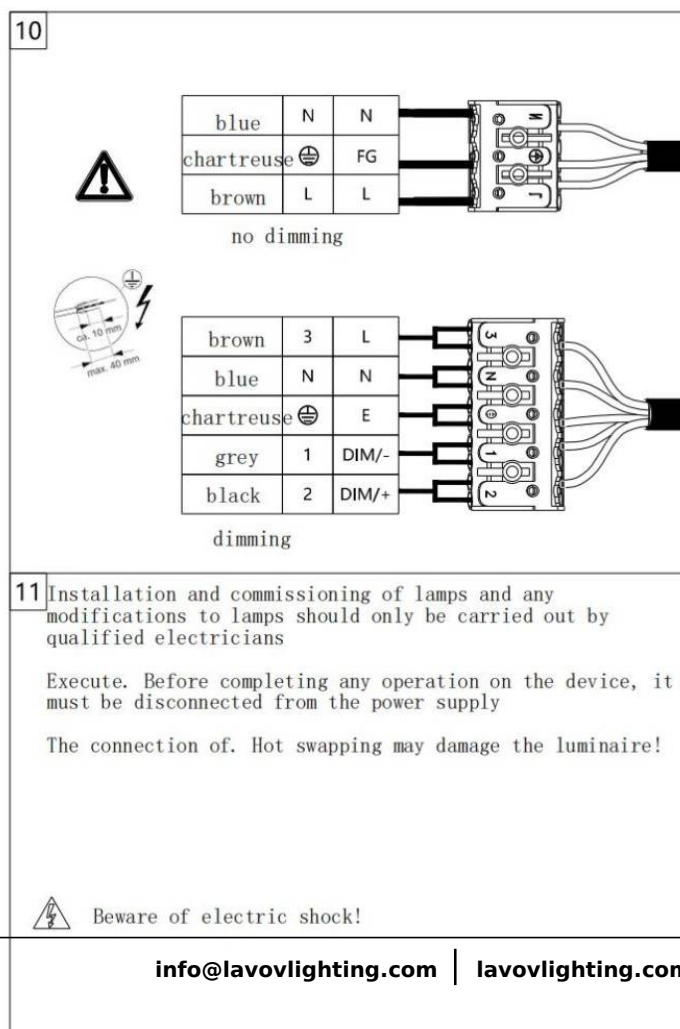 10
blue N N
chartreuse FG
brown L L
N
L
no dimming
ca. 10 mm
max. 40 mm
brown 3 L
blue N N
chartreuse E
grey 1 DIM/-
black 2 DIM/+
3
N
1
2
dimming
11
Installation and commissioning of lamps and any
modifications to lamps should only be carried out by
qualified electricians
Execute. Before completing any operation on the device, it
must be disconnected from the power supply
The connection of. Hot swapping may damage the luminaire!
Beware of electric shock!
info@lavovlighting.com | lavovlighting.com